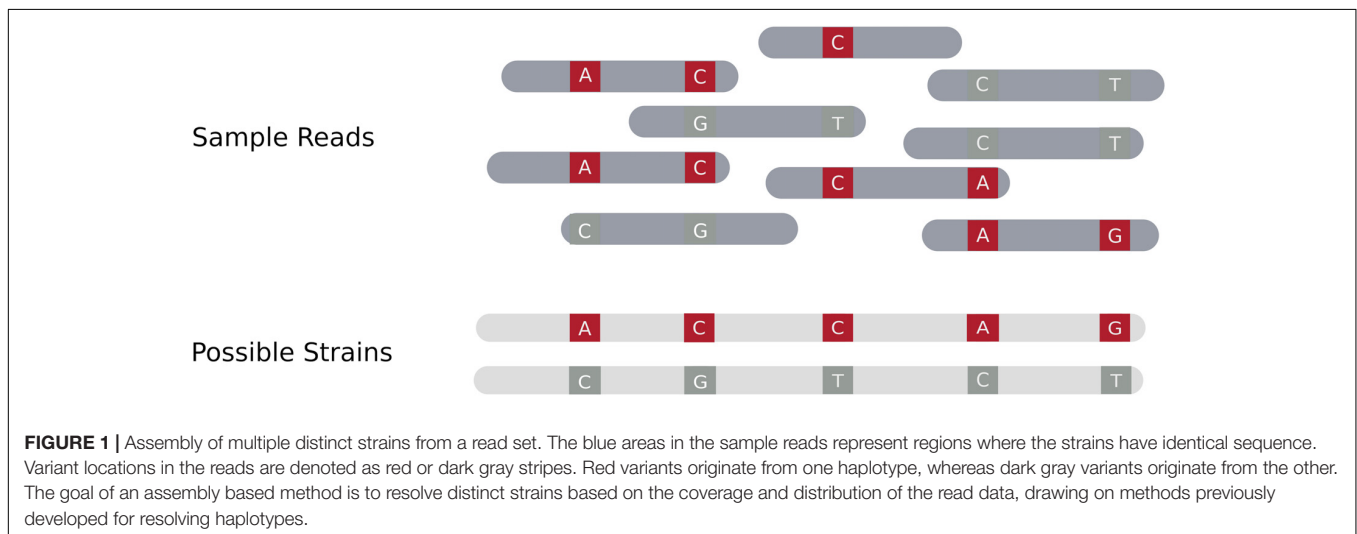 C
A C
C T
G T
Sample Reads
C T
A C
C A
C G
A G
A C C A G
Possible Strains
C G T C T
FIGURE 1 | Assembly of multiple distinct strains from a read set. The blue areas in the sample reads represent regions where the strains have identical sequence.
Variant locations in the reads are denoted as red or dark gray stripes. Red variants originate from one haplotype, whereas dark gray variants originate from the other.
The goal of an assembly based method is to resolve distinct strains based on the coverage and distribution of the read data, drawing on methods previously
developed for resolving haplotypes.